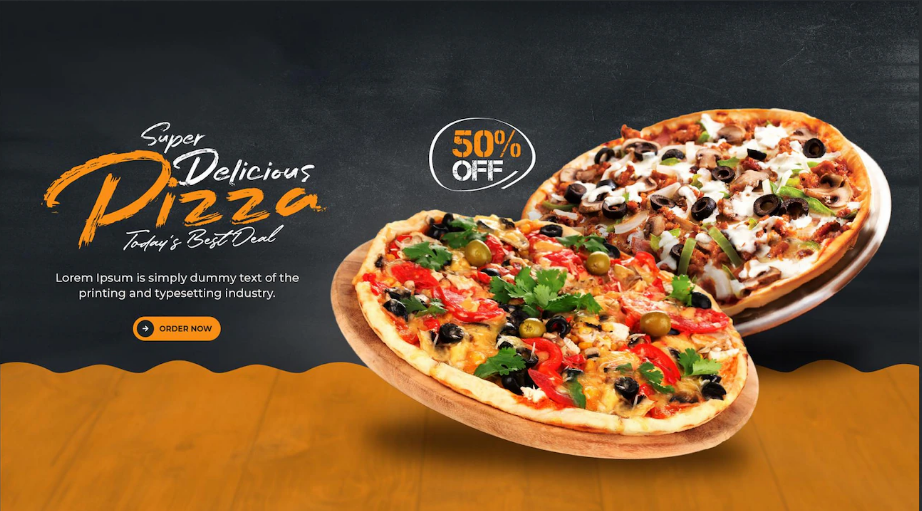 Super
Delicious
Pizza
Today's Best Deal
Lorem Ipsum is simply dummy text of the
printing and typesetting industry.
ORDER NOW
50%
OFF